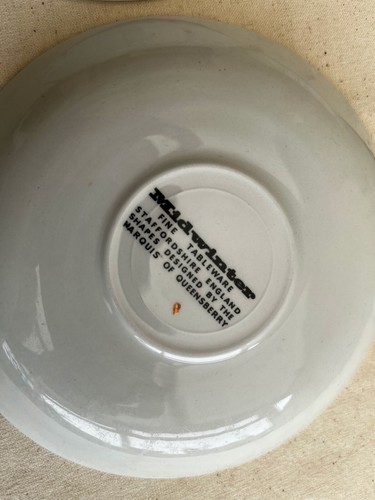 Midwinter
FINE TABLEWARE
STAFFORDSHIRE ENGLAND
SHAPES DESIGNED BY THE
MARQUIS OF QUEENSBERRY